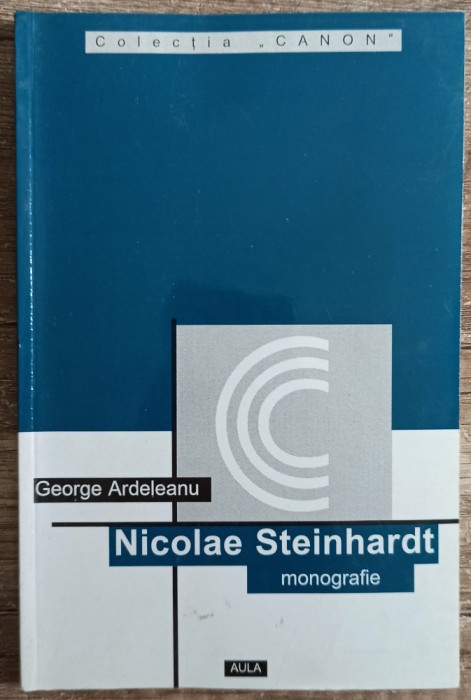 Colecția „CANON”
George Ardeleanu
Nicolae Steinhardt
monografie
AULA